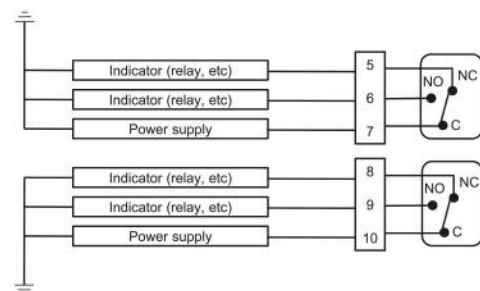 Indicator (relay, etc) 5 NC
Indicator (relay, etc) 6 NO
Power supply 7 C
Indicator (relay, etc) 8 NC
Indicator (relay, etc) 9 NO
Power supply 10 C